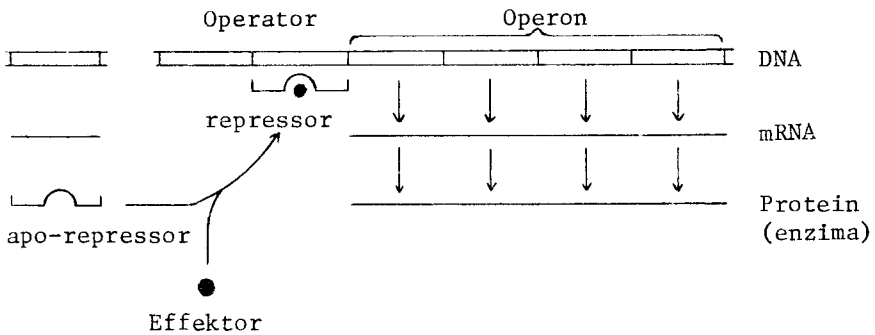 Operator
Operon
DNA
repressor
mRNA
apo-repressor
Protein
(enzima)
Effektor